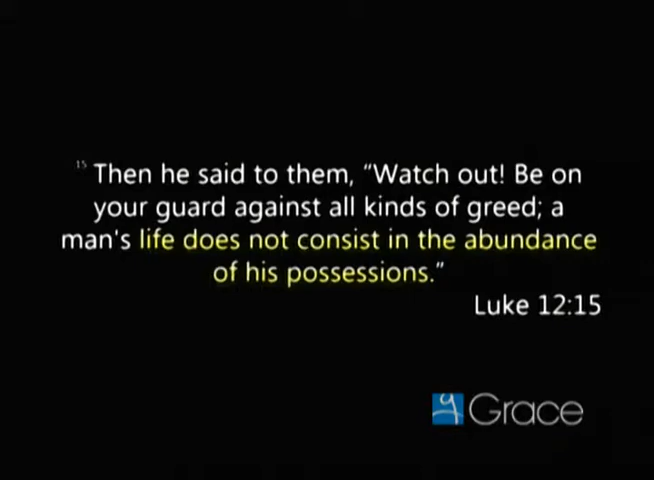 15 Then he said to them, “Watch out! Be on
your guard against all kinds of greed; a
man's life does not consist in the abundance
of his possessions.”
Luke 12:15
Grace